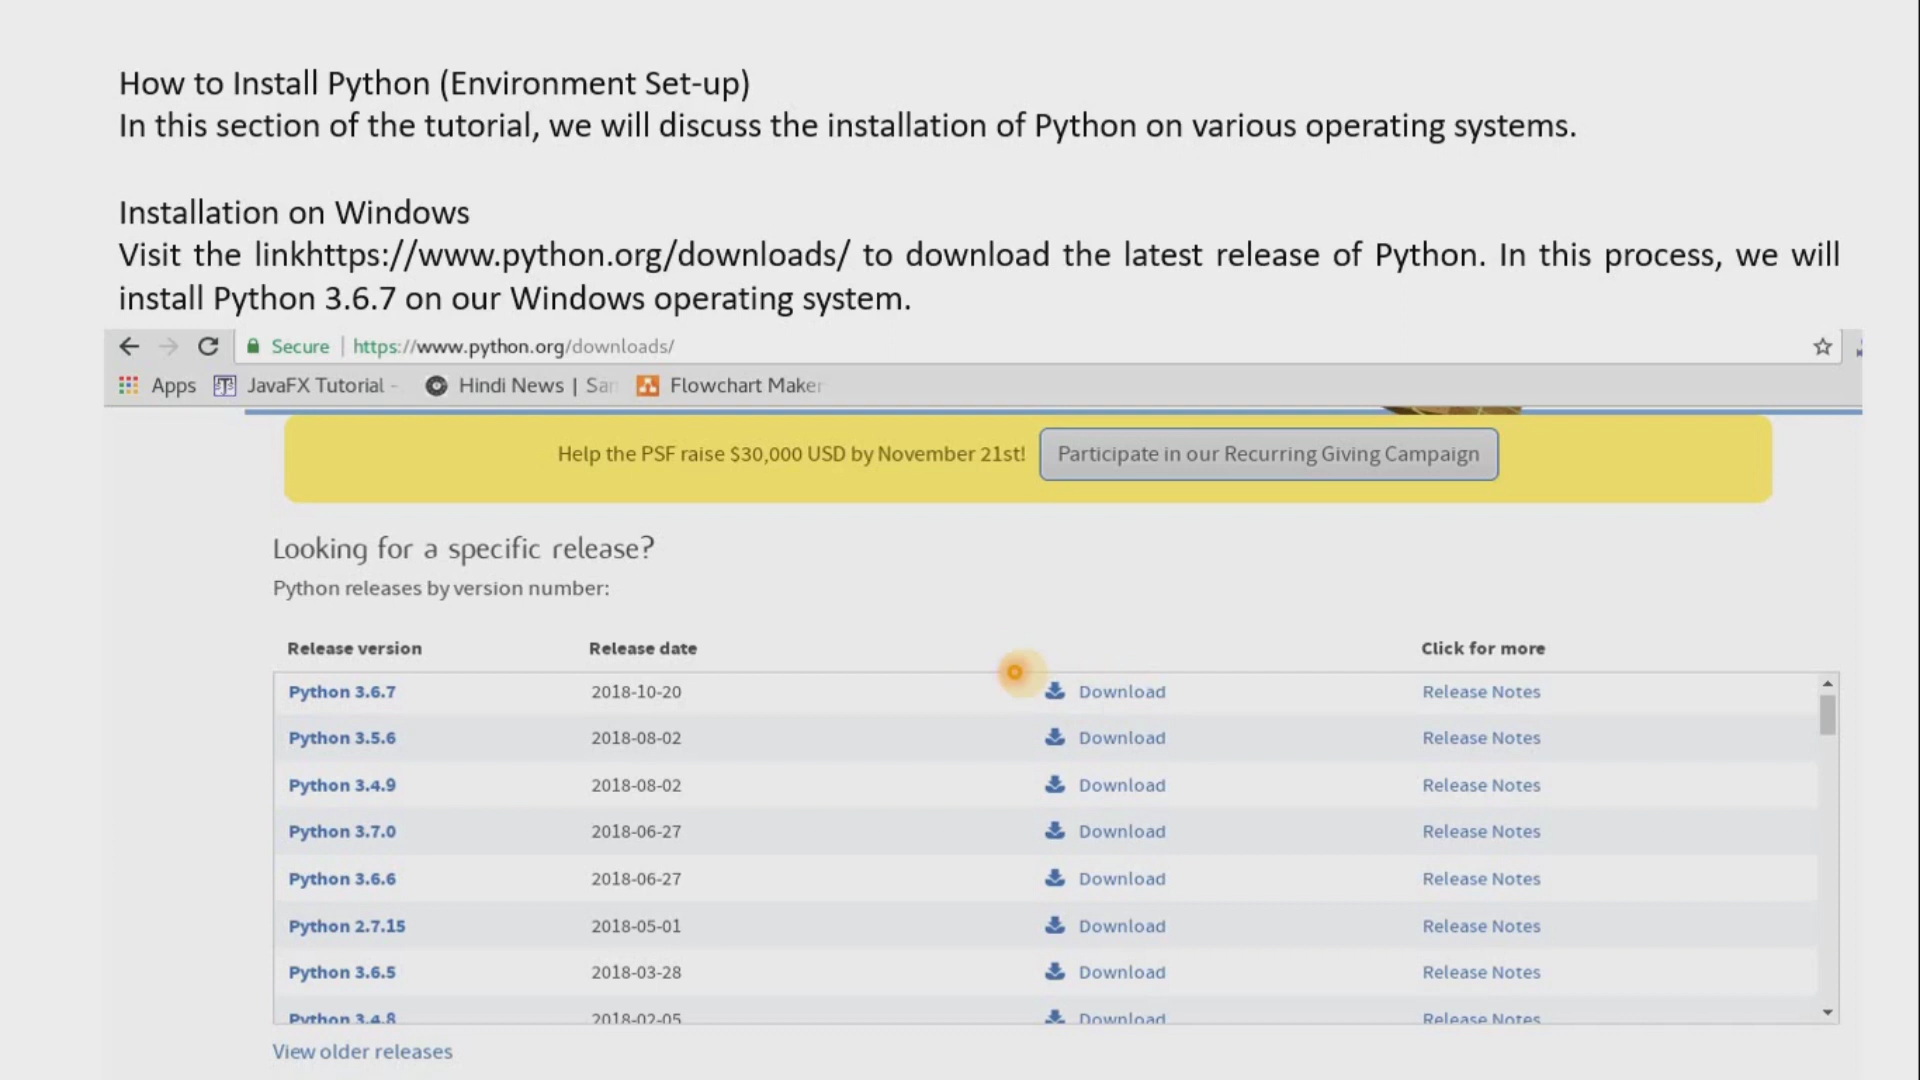 How to Install Python (Environment Set-up)
In this section of the tutorial, we will discuss the installation of Python on various operating systems.
Installation on Windows
Visit the linkhttps://www.python.org/downloads/ to download the latest release of Python. In this process, we will
install Python 3.6.7 on our Windows operating system.
Secure | https://www.python.org/downloads/
Apps JavaFX Tutorial - Hindi News | San Flowchart Maker
Help the PSF raise $30,000 USD by November 21st! Participate in our Recurring Giving Campaign
Looking for a specific release?
Python releases by version number:
Release version Release date Click for more
Python 3.6.7 2018-10-20 Download Release Notes
Python 3.5.6 2018-08-02 Download Release Notes
Python 3.4.9 2018-08-02 Download Release Notes
Python 3.7.0 2018-06-27 Download Release Notes
Python 3.6.6 2018-06-27 Download Release Notes
Python 2.7.15 2018-05-01 Download Release Notes
Python 3.6.5 2018-03-28 Download Release Notes
Python 3.4.8 2018-02-05 Download Release Notes
View older releases